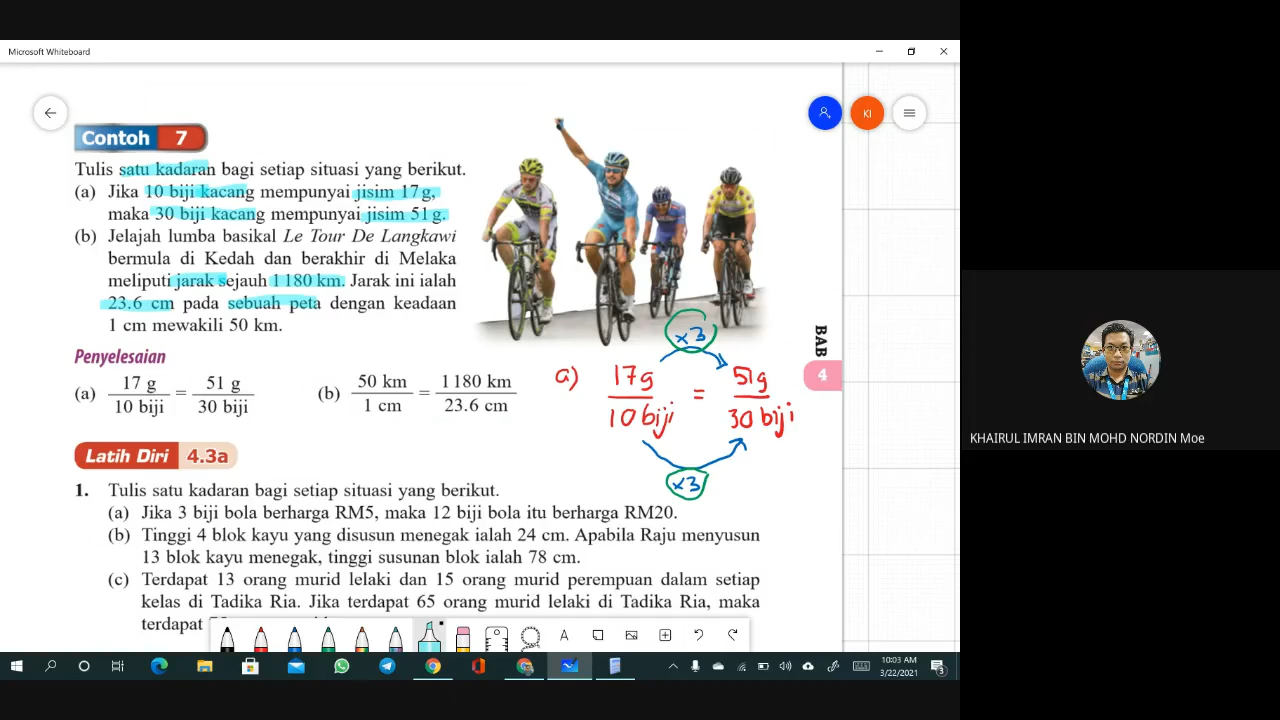 Microsoft Whiteboard
KI
Contoh 7
Tulis satu kadaran bagi setiap situasi yang berikut.
(a) Jika 10 biji kacang mempunyai jisim 17 g,
maka 30 biji kacang mempunyai jisim 51 g.
(b) Jelajah lumba basikal Le Tour De Langkawi
bermula di Kedah dan berakhir di Melaka
meliputi jarak sejauh 1 180 km. Jarak ini ialah
23.6 cm pada sebuah peta dengan keadaan
1 cm mewakili 50 km.
Penyelesaian
(a) 17 g / 10 biji = 51 g / 30 biji
(b) 50 km / 1 cm = 1 180 km / 23.6 cm
x3
a) 17g / 10 biji = 51g / 30 biji
x3
BAB
4
Latih Diri 4.3a
1. Tulis satu kadaran bagi setiap situasi yang berikut.
(a) Jika 3 biji bola berharga RM5, maka 12 biji bola itu berharga RM20.
(b) Tinggi 4 blok kayu yang disusun menegak ialah 24 cm. Apabila Raju menyusun
13 blok kayu menegak, tinggi susunan blok ialah 78 cm.
(c) Terdapat 13 orang murid lelaki dan 15 orang murid perempuan dalam setiap
kelas di Tadika Ria. Jika terdapat 65 orang murid lelaki di Tadika Ria, maka
terdapat
KHAIRUL IMRAN BIN MOHD NORDIN Moe
10:03 AM
3/22/2021